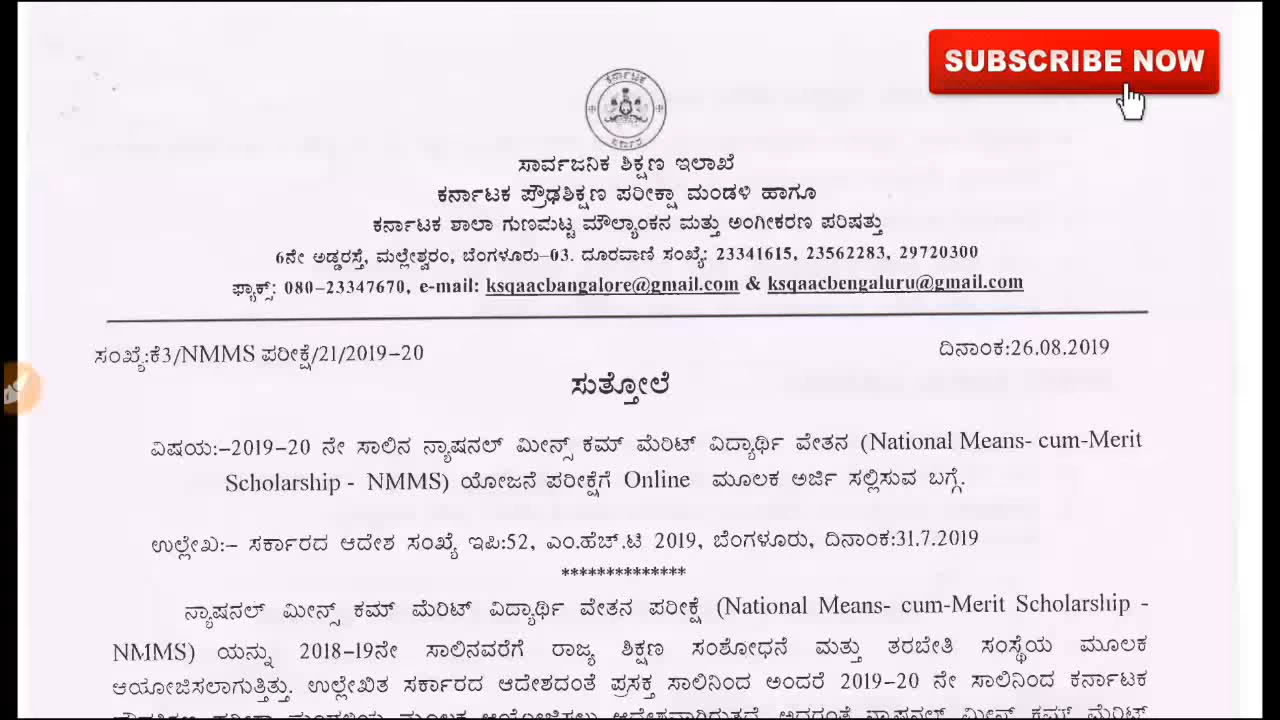 SUBSCRIBE NOW
ಕರ್ನಾಟಕ
ಸರ್ಕಾರ
ಸಾರ್ವಜನಿಕ ಶಿಕ್ಷಣ ಇಲಾಖೆ
ಕರ್ನಾಟಕ ಪ್ರೌಢಶಿಕ್ಷಣ ಪರೀಕ್ಷಾ ಮಂಡಳಿ ಹಾಗೂ
ಕರ್ನಾಟಕ ಶಾಲಾ ಗುಣಮಟ್ಟ ಮೌಲ್ಯಾಂಕನ ಮತ್ತು ಅಂಗೀಕರಣ ಪರಿಷತ್ತು
6ನೇ ಅಡ್ಡರಸ್ತೆ, ಮಲ್ಲೇಶ್ವರಂ, ಬೆಂಗಳೂರು-03. ದೂರವಾಣಿ ಸಂಖ್ಯೆ: 23341615, 23562283, 29720300
ಫ್ಯಾಕ್ಸ್: 080-23347670, e-mail: ksqaacbangalore@gmail.com & ksqaacbengaluru@gmail.com
ಸಂಖ್ಯೆ:ಕೆ3/NMMS ಪರೀಕ್ಷೆ/21/2019-20 ದಿನಾಂಕ:26.08.2019
ಸುತ್ತೋಲೆ
ವಿಷಯ:-2019-20 ನೇ ಸಾಲಿನ ನ್ಯಾಷನಲ್ ಮೀನ್ಸ್ ಕಮ್ ಮೆರಿಟ್ ವಿದ್ಯಾರ್ಥಿ ವೇತನ (National Means- cum-Merit
Scholarship - NMMS) ಯೋಜನೆ ಪರೀಕ್ಷೆಗೆ Online ಮೂಲಕ ಅರ್ಜಿ ಸಲ್ಲಿಸುವ ಬಗ್ಗೆ.
ಉಲ್ಲೇಖ:- ಸರ್ಕಾರದ ಆದೇಶ ಸಂಖ್ಯೆ ಇಪಿ:52, ಎಂ.ಹೆಚ್.ಟಿ 2019, ಬೆಂಗಳೂರು, ದಿನಾಂಕ:31.7.2019
**************
ನ್ಯಾಷನಲ್ ಮೀನ್ಸ್ ಕಮ್ ಮೆರಿಟ್ ವಿದ್ಯಾರ್ಥಿ ವೇತನ ಪರೀಕ್ಷೆ (National Means- cum-Merit Scholarship -
NMMS) ಯನ್ನು 2018-19ನೇ ಸಾಲಿನವರೆಗೆ ರಾಜ್ಯ ಶಿಕ್ಷಣ ಸಂಶೋಧನೆ ಮತ್ತು ತರಬೇತಿ ಸಂಸ್ಥೆಯ ಮೂಲಕ
ಆಯೋಜಿಸಲಾಗುತ್ತಿತ್ತು. ಉಲ್ಲೇಖಿತ ಸರ್ಕಾರದ ಆದೇಶದಂತೆ ಪ್ರಸಕ್ತ ಸಾಲಿನಿಂದ ಅಂದರೆ 2019-20 ನೇ ಸಾಲಿನಿಂದ ಕರ್ನಾಟಕ